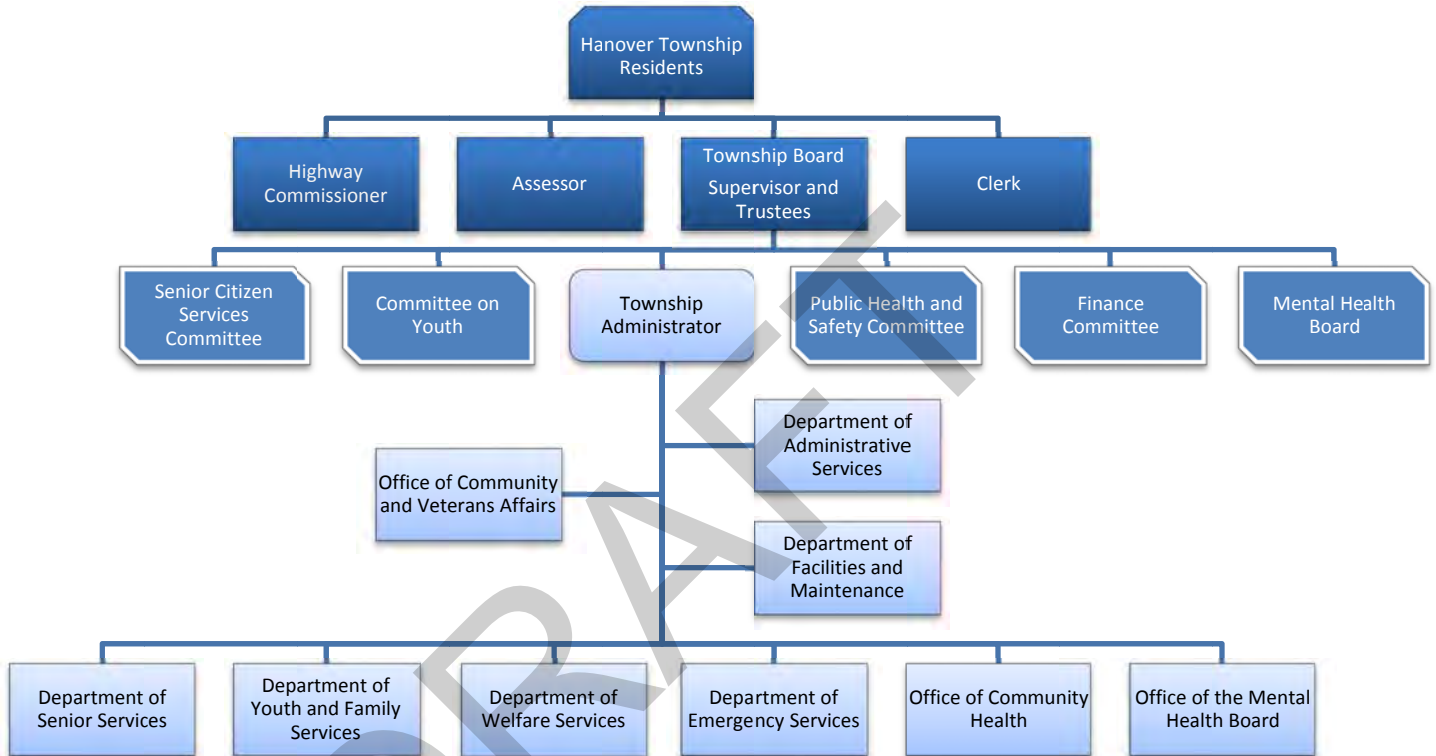 Hanover Township
Residents
Highway
Commissioner
Assessor
Township Board
Supervisor and
Trustees
Clerk
Senior Citizen
Services
Committee
Committee on
Youth
Township
Administrator
Public Health and
Safety Committee
Finance
Committee
Mental Health
Board
Department of
Administrative
Services
Office of Community
and Veterans Affairs
Department of
Facilities and
Maintenance
Department of
Senior Services
Department of
Youth and Family
Services
Department of
Welfare Services
Department of
Emergency Services
Office of Community
Health
Office of the Mental
Health Board
DRAFT